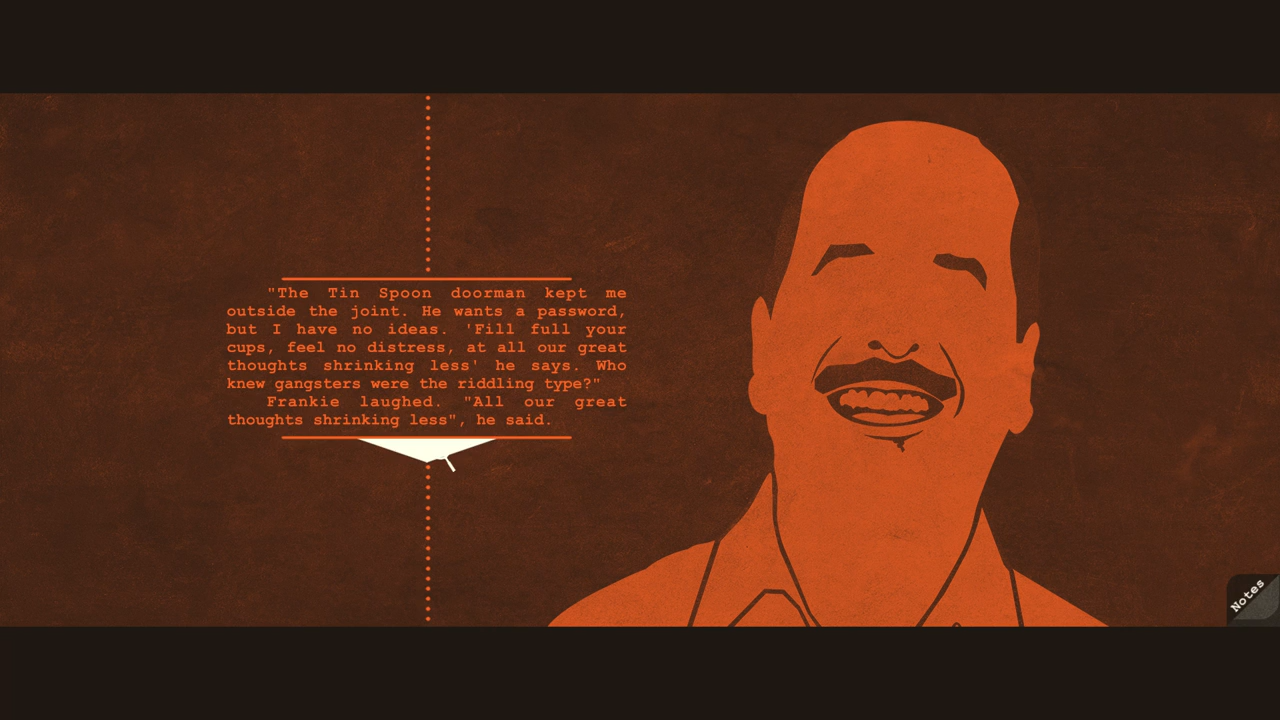 "The Tin Spoon doorman kept me
outside the joint. He wants a password,
but I have no ideas. 'Fill full your
cups, feel no distress, at all our great
thoughts shrinking less' he says. Who
knew gangsters were the riddling type?"
Frankie laughed. "All our great
thoughts shrinking less", he said.
Notes